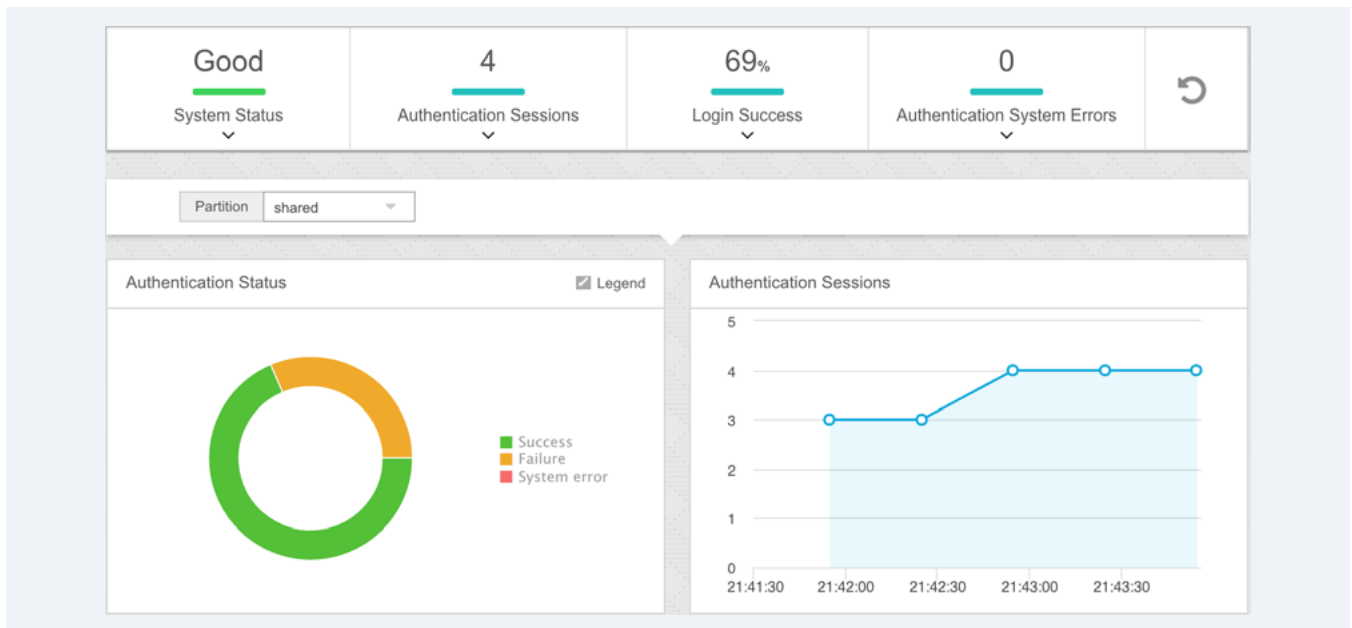 Good
System Status
4
Authentication Sessions
69%
Login Success
0
Authentication System Errors
Partition shared
Authentication Status
Legend
Success
Failure
System error
Authentication Sessions
5
4
3
2
1
0
21:41:30 21:42:00 21:42:30 21:43:00 21:43:30